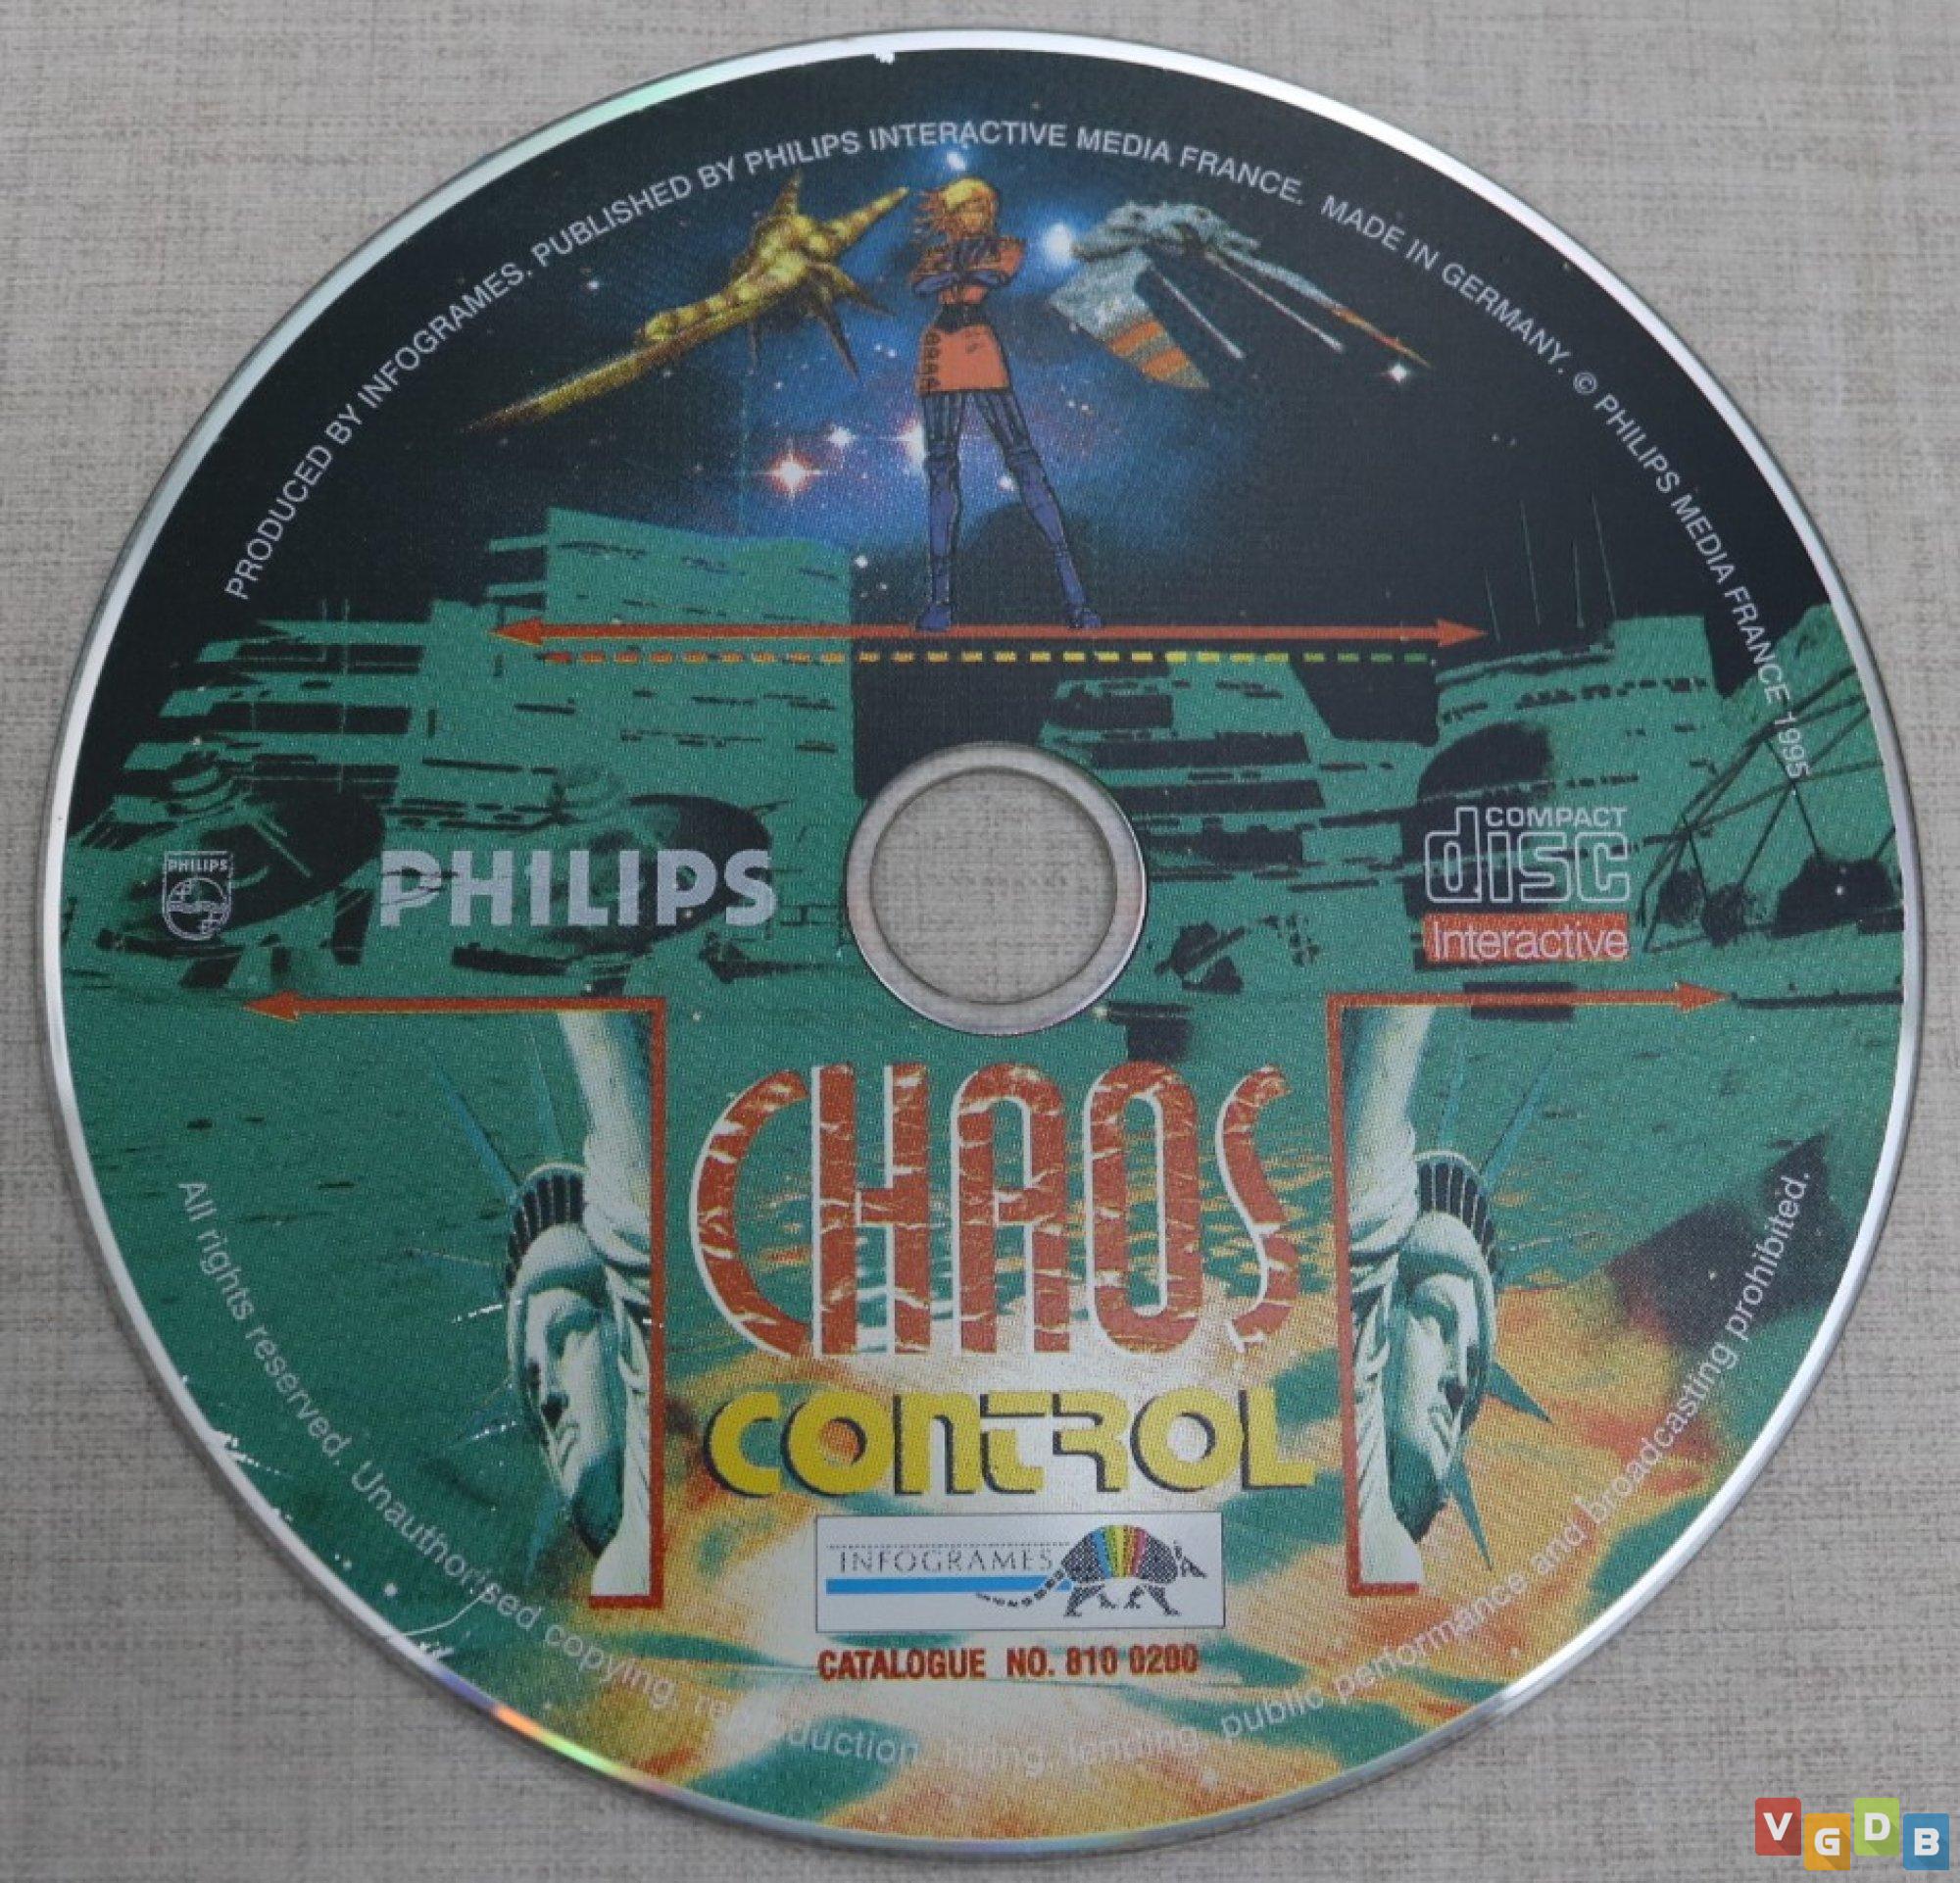 PRODUCED BY INFOGRAMES. PUBLISHED BY PHILIPS INTERACTIVE MEDIA FRANCE. MADE IN GERMANY. © PHILIPS MEDIA FRANCE 1995
PHILIPS
PHILIPS
COMPACT
disc
Interactive
CHAOS
CONTROL
INFOGRAMES
CATALOGUE NO. 810 0200
All rights reserved. Unauthorised copying, reproduction, hiring, lending, public performance and broadcasting prohibited.
VGDB